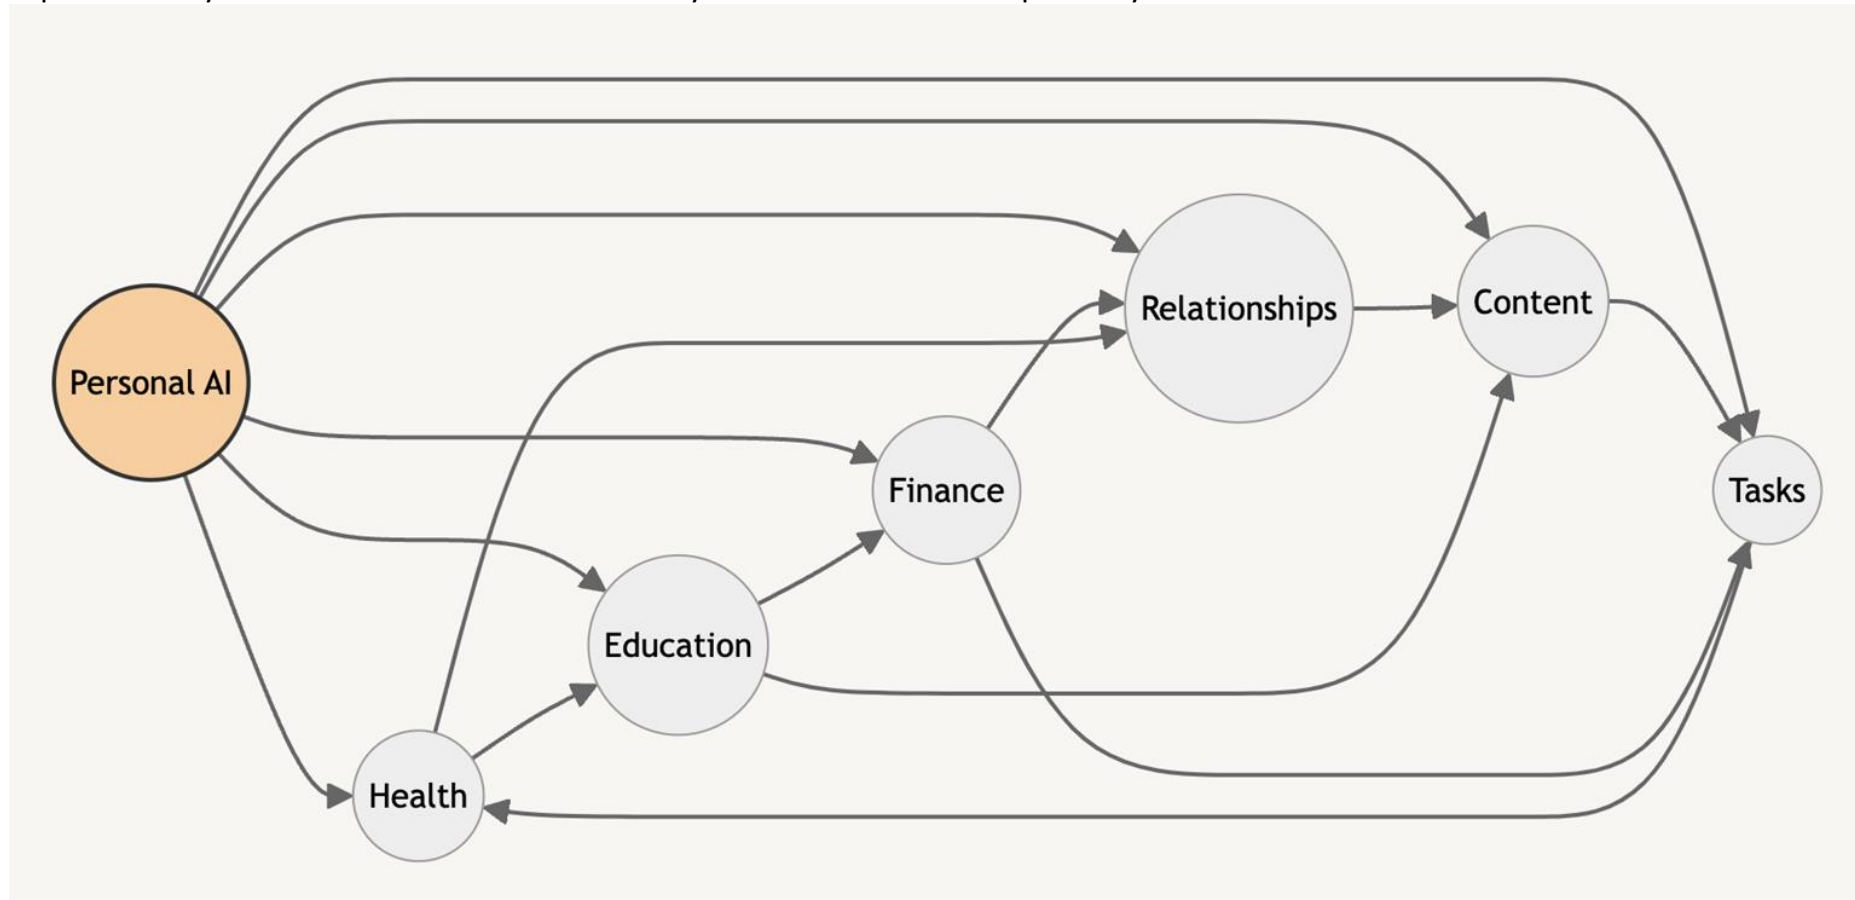 Personal AI
Relationships
Content
Finance
Tasks
Education
Health